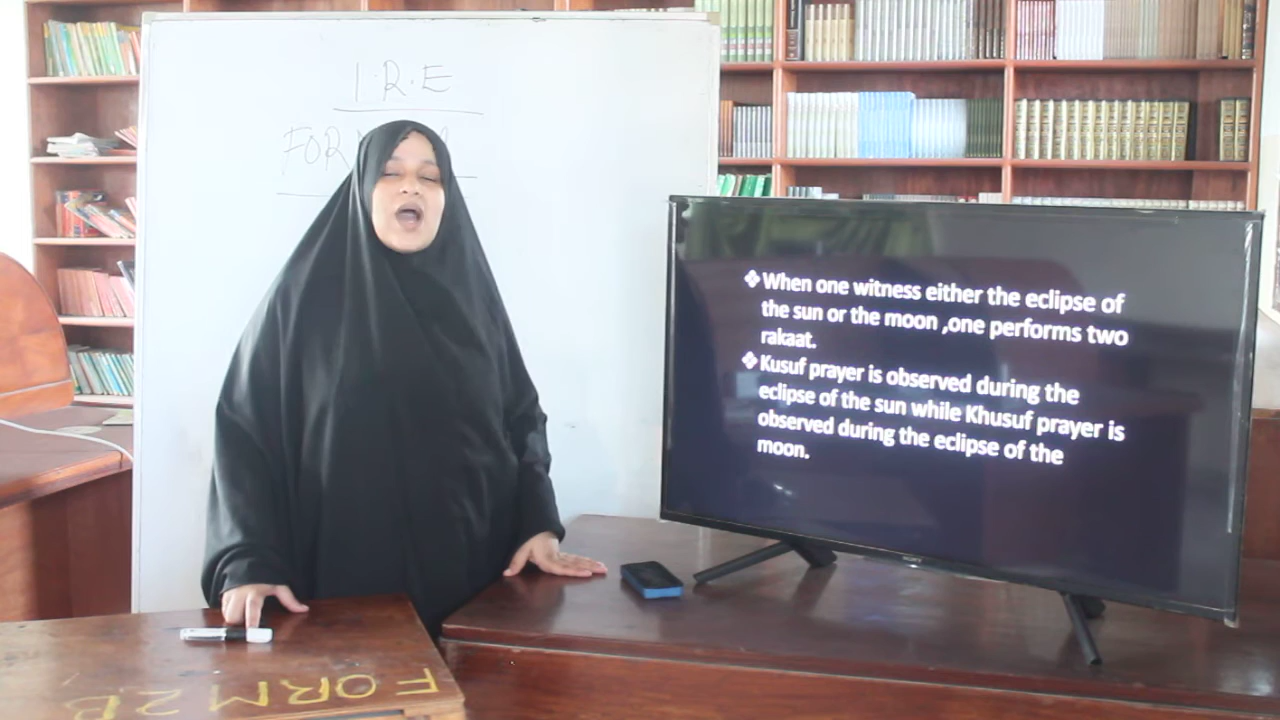 I.R.E
FOR
❖When one witness either the eclipse of
the sun or the moon ,one performs two
rakaat.
❖Kusuf prayer is observed during the
eclipse of the sun while Khusuf prayer is
observed during the eclipse of the
moon.
SONY
FORM 2B